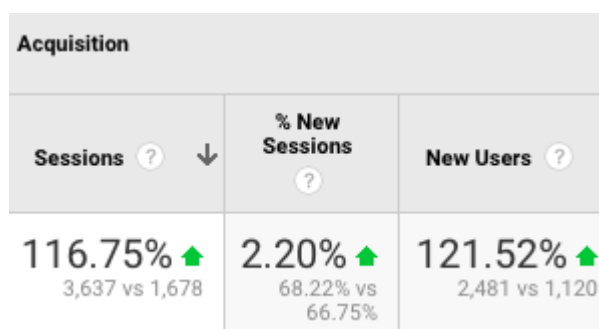 Acquisition
Sessions ?
% New
Sessions
?
New Users ?
116.75%
3,637 vs 1,678
2.20%
68.22% vs
66.75%
121.52%
2,481 vs 1,120